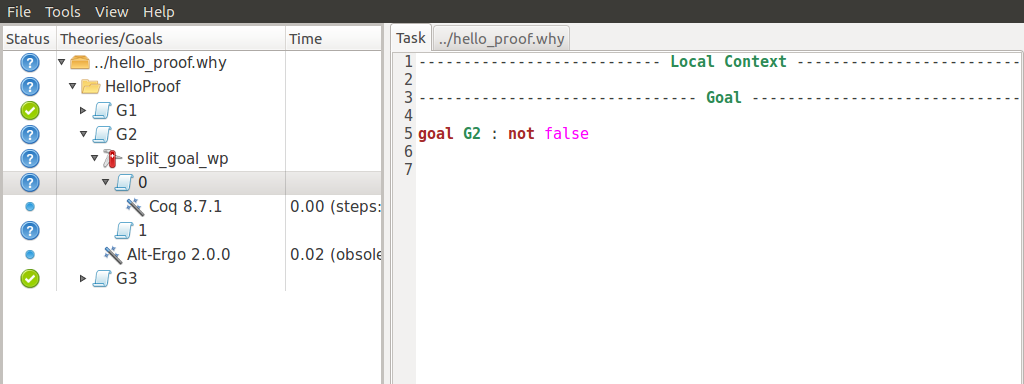 File Tools View Help
Status Theories/Goals Time
../hello_proof.why
HelloProof
G1
G2
split_goal_wp
0
Coq 8.7.1 0.00 (steps:
1
Alt-Ergo 2.0.0 0.02 (obsole
G3
Task ../hello_proof.why
1 --------------------------- Local Context -------------------------
2
3 ------------------------------- Goal ------------------------------
4
5 goal G2 : not false
6
7